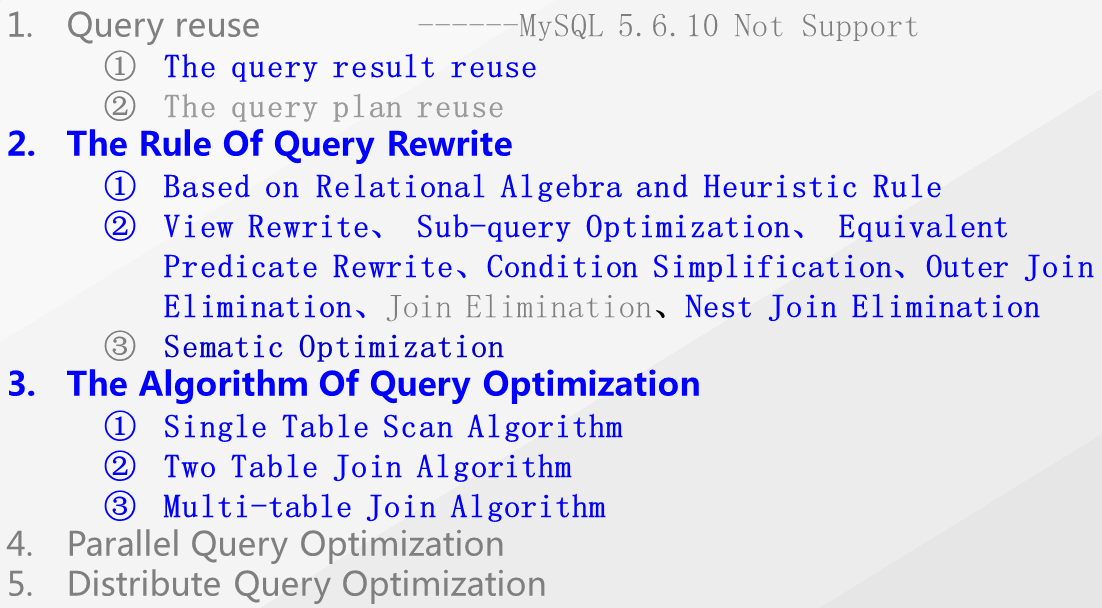 1. Query reuse ------MySQL 5.6.10 Not Support
① The query result reuse
② The query plan reuse
2. The Rule Of Query Rewrite
① Based on Relational Algebra and Heuristic Rule
② View Rewrite、 Sub-query Optimization、 Equivalent
Predicate Rewrite、Condition Simplification、Outer Join
Elimination、Join Elimination、Nest Join Elimination
③ Sematic Optimization
3. The Algorithm Of Query Optimization
① Single Table Scan Algorithm
② Two Table Join Algorithm
③ Multi-table Join Algorithm
4. Parallel Query Optimization
5. Distribute Query Optimization